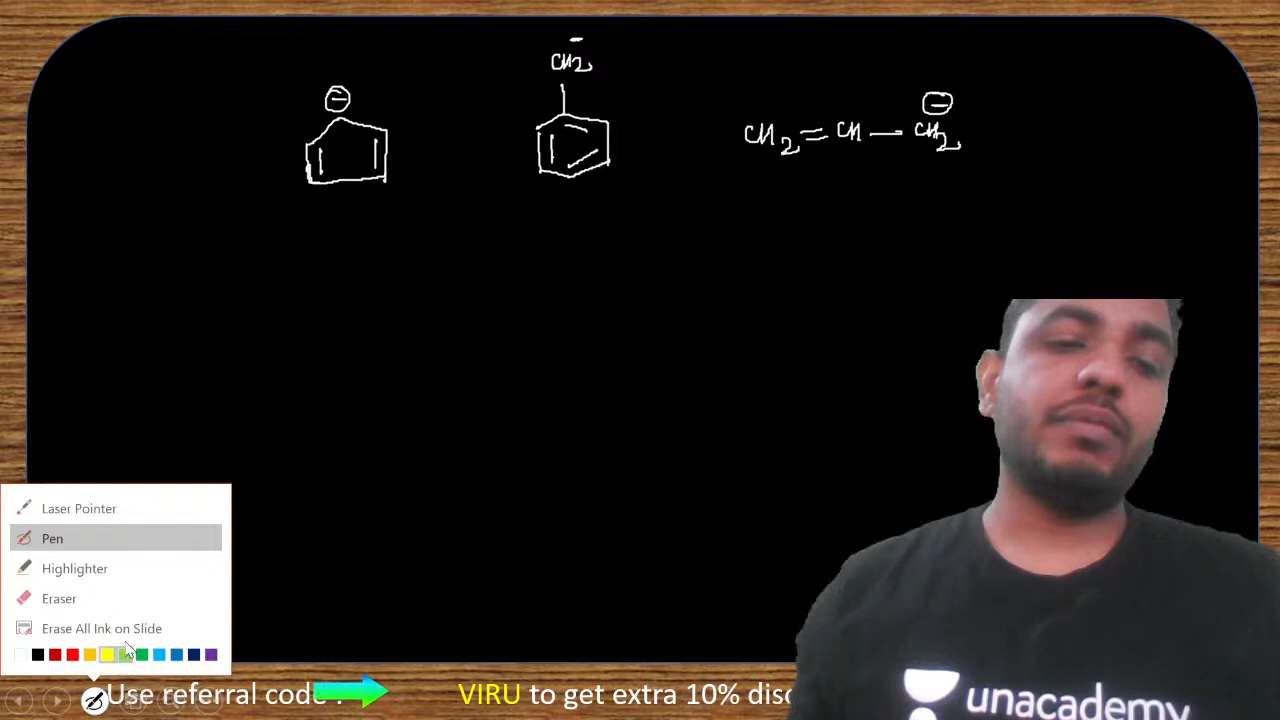 CH2
CH2=CH—CH2
Laser Pointer
Pen
Highlighter
Eraser
Erase All Ink on Slide
Use referral code :
VIRU to get extra 10%
unacademy